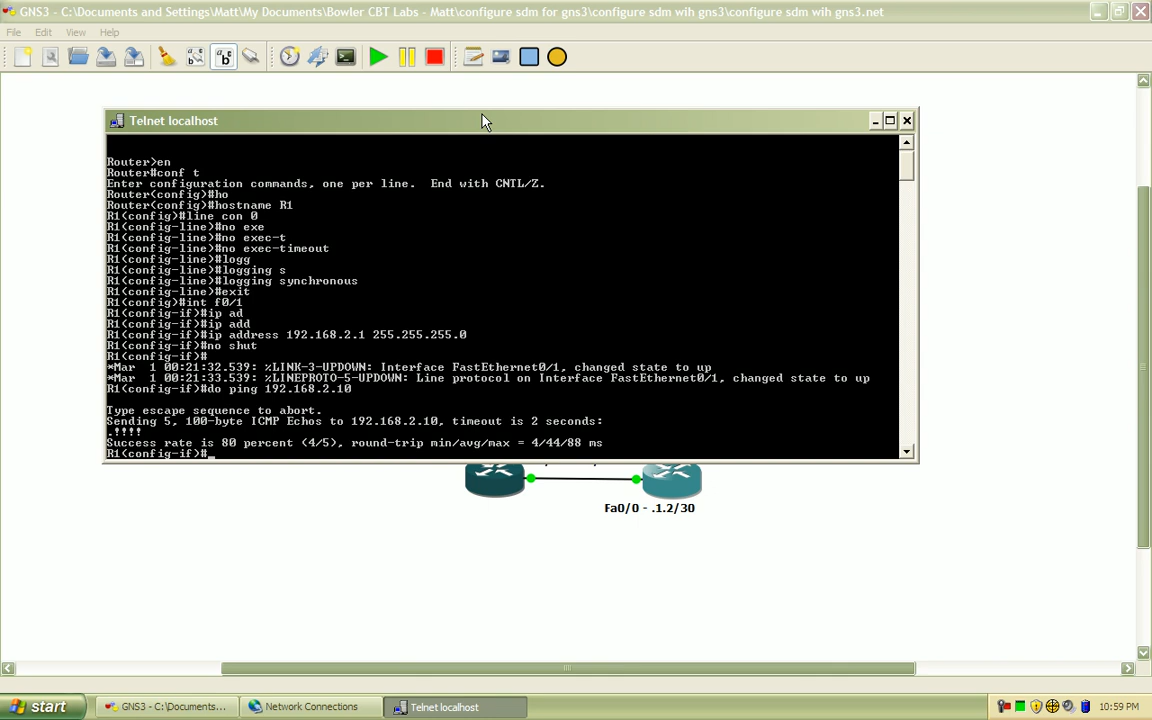 GNS3 - C:\Documents and Settings\Matt\My Documents\Bowler CBT Labs - Matt\configure sdm for gns3\configure sdm wih gns3\configure sdm wih gns3.net
File Edit View Help
Telnet localhost
Router>en
Router#conf t
Enter configuration commands, one per line.  End with CNTL/Z.
Router(config)#ho
Router(config)#hostname R1
R1(config)#line con 0
R1(config-line)#no exe
R1(config-line)#no exec-t
R1(config-line)#no exec-timeout
R1(config-line)#logg
R1(config-line)#logging s
R1(config-line)#logging synchronous
R1(config-line)#exit
R1(config)#int f0/1
R1(config-if)#ip ad
R1(config-if)#ip add
R1(config-if)#ip address 192.168.2.1 255.255.255.0
R1(config-if)#no shut
R1(config-if)#
*Mar  1 00:21:32.539: %LINK-3-UPDOWN: Interface FastEthernet0/1, changed state to up
*Mar  1 00:21:33.539: %LINEPROTO-5-UPDOWN: Line protocol on Interface FastEthernet0/1, changed state to up
R1(config-if)#do ping 192.168.2.10
Type escape sequence to abort.
Sending 5, 100-byte ICMP Echos to 192.168.2.10, timeout is 2 seconds:
.!!!!
Success rate is 80 percent (4/5), round-trip min/avg/max = 4/44/88 ms
R1(config-if)#_
Fa0/0 - .1.2/30
start GNS3 - C:\Documents... Network Connections Telnet localhost 10:59 PM